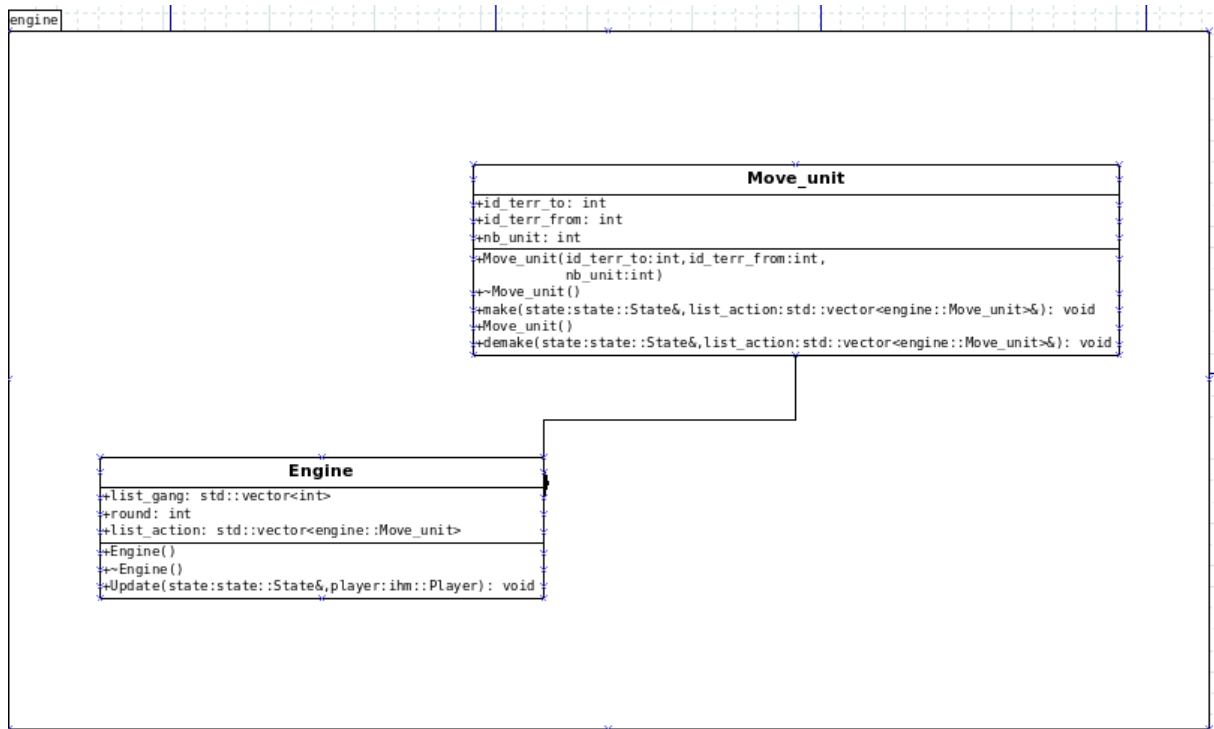 engine
Move_unit
+id_terr_to: int
+id_terr_from: int
+nb_unit: int
+Move_unit(id_terr_to:int,id_terr_from:int,
nb_unit:int)
+~Move_unit()
+make(state:state::State&,list_action:std::vector<engine::Move_unit>&): void
+Move_unit()
+demake(state:state::State&,list_action:std::vector<engine::Move_unit>&): void
Engine
+list_gang: std::vector<int>
+round: int
+list_action: std::vector<engine::Move_unit>
+Engine()
+~Engine()
+Update(state:state::State&,player:ihm::Player): void